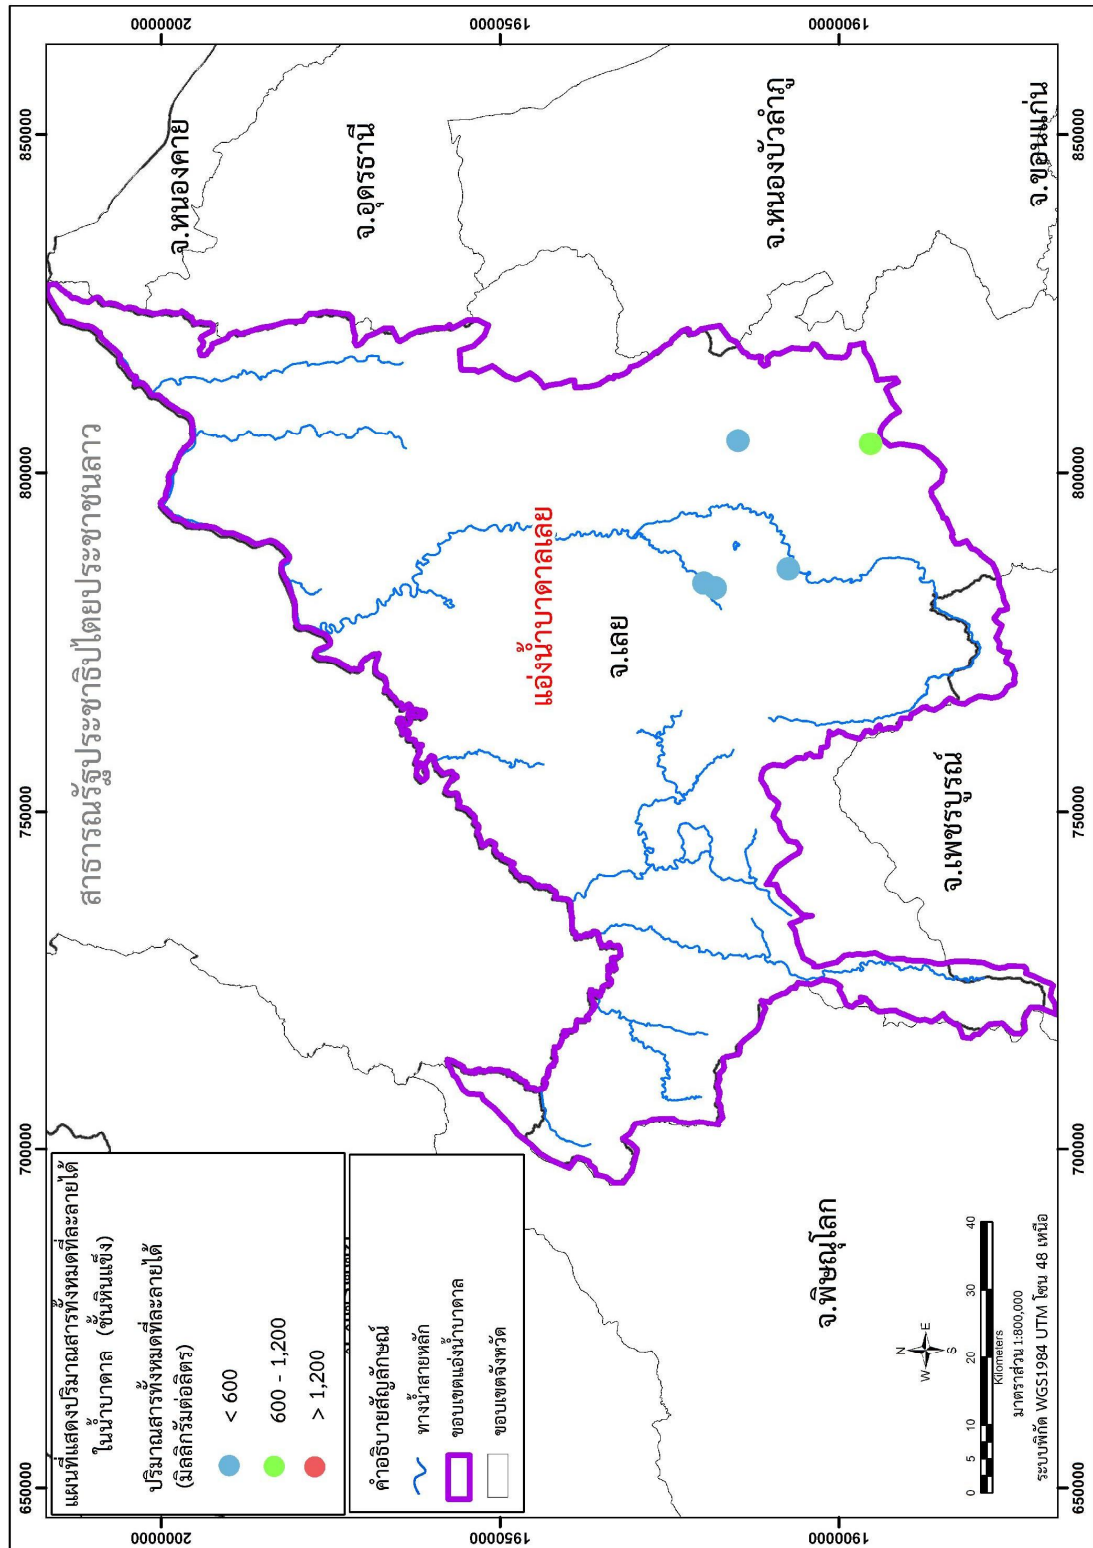 850000
800000
750000
700000
650000
2000000
1950000
1900000
สาธารณรัฐประชาธิปไตยประชาชนลาว
จ.หนองคาย
จ.อุดรธานี
จ.หนองบัวลำภู
จ.ขอนแก่น
แอ่งน้ำบาดาลเลย
จ.เลย
จ.เพชรบูรณ์
จ.พิษณุโลก
แผนที่แสดงปริมาณสารทั้งหมดที่ละลายได้
ในน้ำบาดาล (ชั้นหินแข็ง)
ปริมาณสารทั้งหมดที่ละลายได้
(มิลลิกรัมต่อลิตร)
< 600
600 - 1,200
> 1,200
คำอธิบายสัญลักษณ์
ทางน้ำสายหลัก
ขอบเขตแอ่งน้ำบาดาล
ขอบเขตจังหวัด
N
W E
S
0 5 10 20 30 40
Kilometers
มาตราส่วน 1:800,000
ระบบพิกัด WGS1984 UTM โซน 48 เหนือ
2000000
1950000
1900000
850000
800000
750000
700000
650000